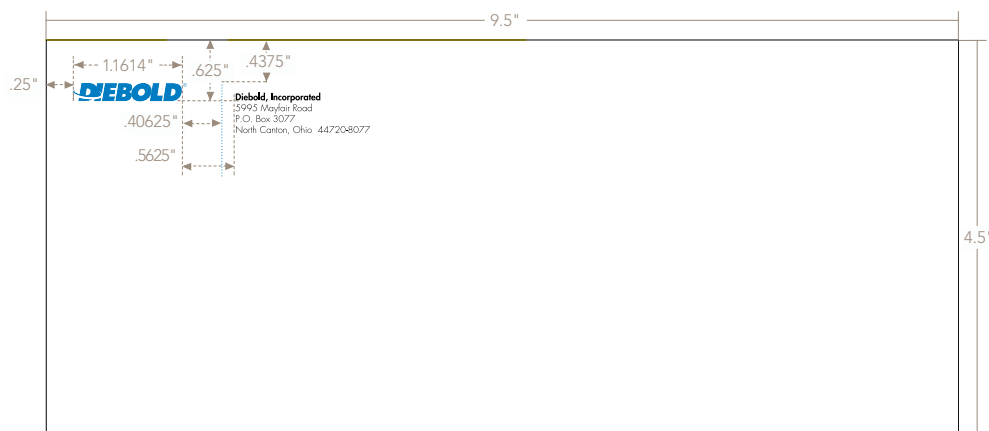 9.5"
1.1614"
.625"
.4375"
.25"
DIEBOLD
Diebold, Incorporated
5995 Mayfair Road
P.O. Box 3077
North Canton, Ohio 44720-8077
.40625"
.5625"
4.5"